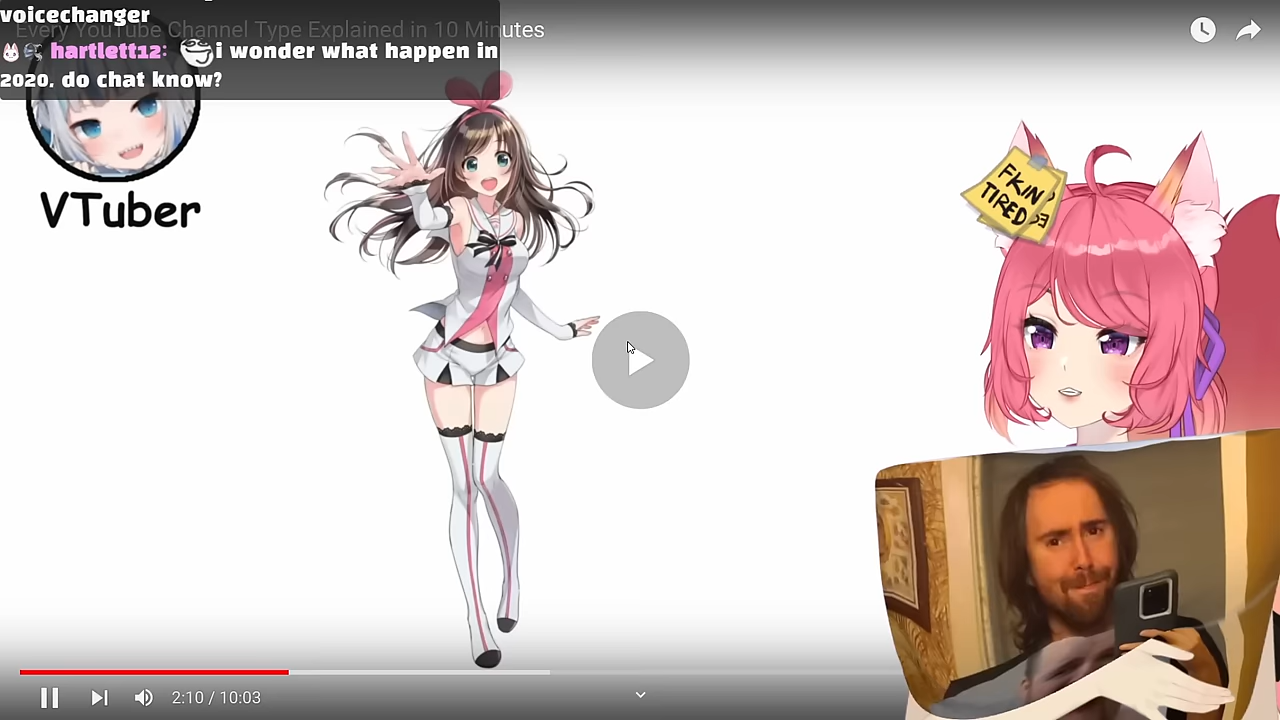 voicechanger
Every YouTube Channel Type Explained in 10 Minutes
hartlett12: i wonder what happen in
2020. do chat know?
VTuber
FKIN
TIRED
2:10 / 10:03